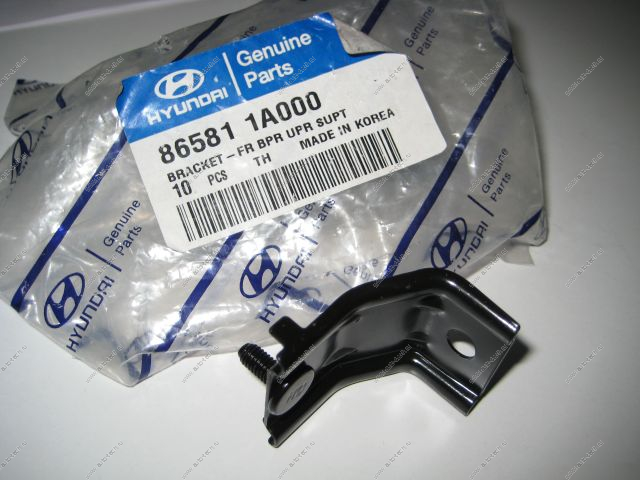 HYUNDAI
Genuine
Parts
86581 1A000
BRACKET-FR BPR UPR SUPT
10 PCS TH MADE IN KOREA
HYUNDAI
Genuine
Parts
HYUNDAI
Genuine
Parts
HYUNDAI
Genuine
Parts